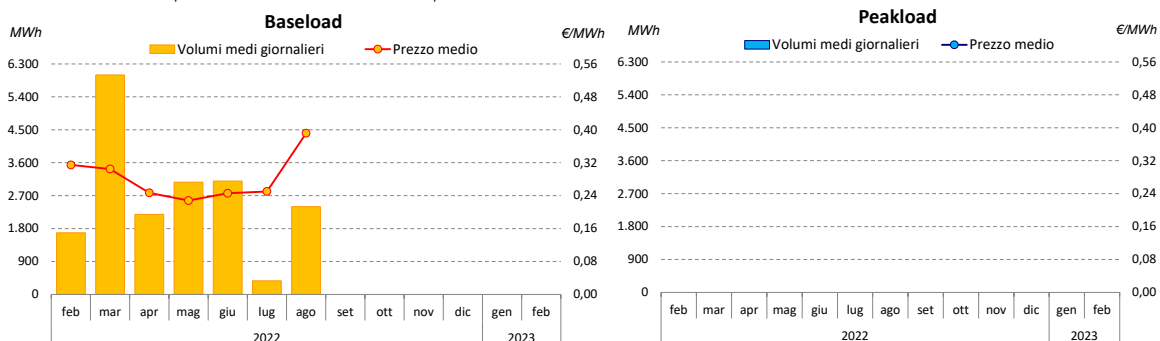 Baseload
MWh
€/MWh
Volumi medi giornalieri
Prezzo medio
6.300
5.400
4.500
3.600
2.700
1.800
900
0
0,56
0,48
0,40
0,32
0,24
0,16
0,08
0,00
feb mar apr mag giu lug ago set ott nov dic gen feb
2022 2023
Peakload
MWh
€/MWh
Volumi medi giornalieri
Prezzo medio
6.300
5.400
4.500
3.600
2.700
1.800
900
0
0,56
0,48
0,40
0,32
0,24
0,16
0,08
0,00
feb mar apr mag giu lug ago set ott nov dic gen feb
2022 2023